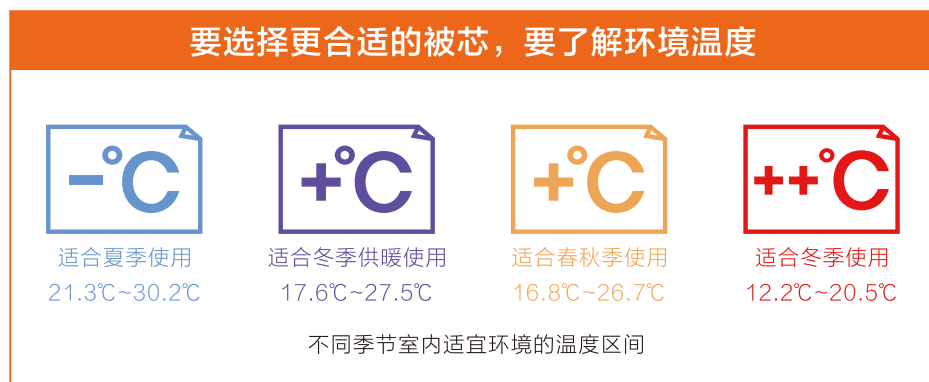 要选择更合适的被芯，要了解环境温度
-°C
+°C
+°C
++°C
适合夏季使用
适合冬季供暖使用
适合春秋季使用
适合冬季使用
21.3℃~30.2℃
17.6℃~27.5℃
16.8℃~26.7℃
12.2℃~20.5℃
不同季节室内适宜环境的温度区间